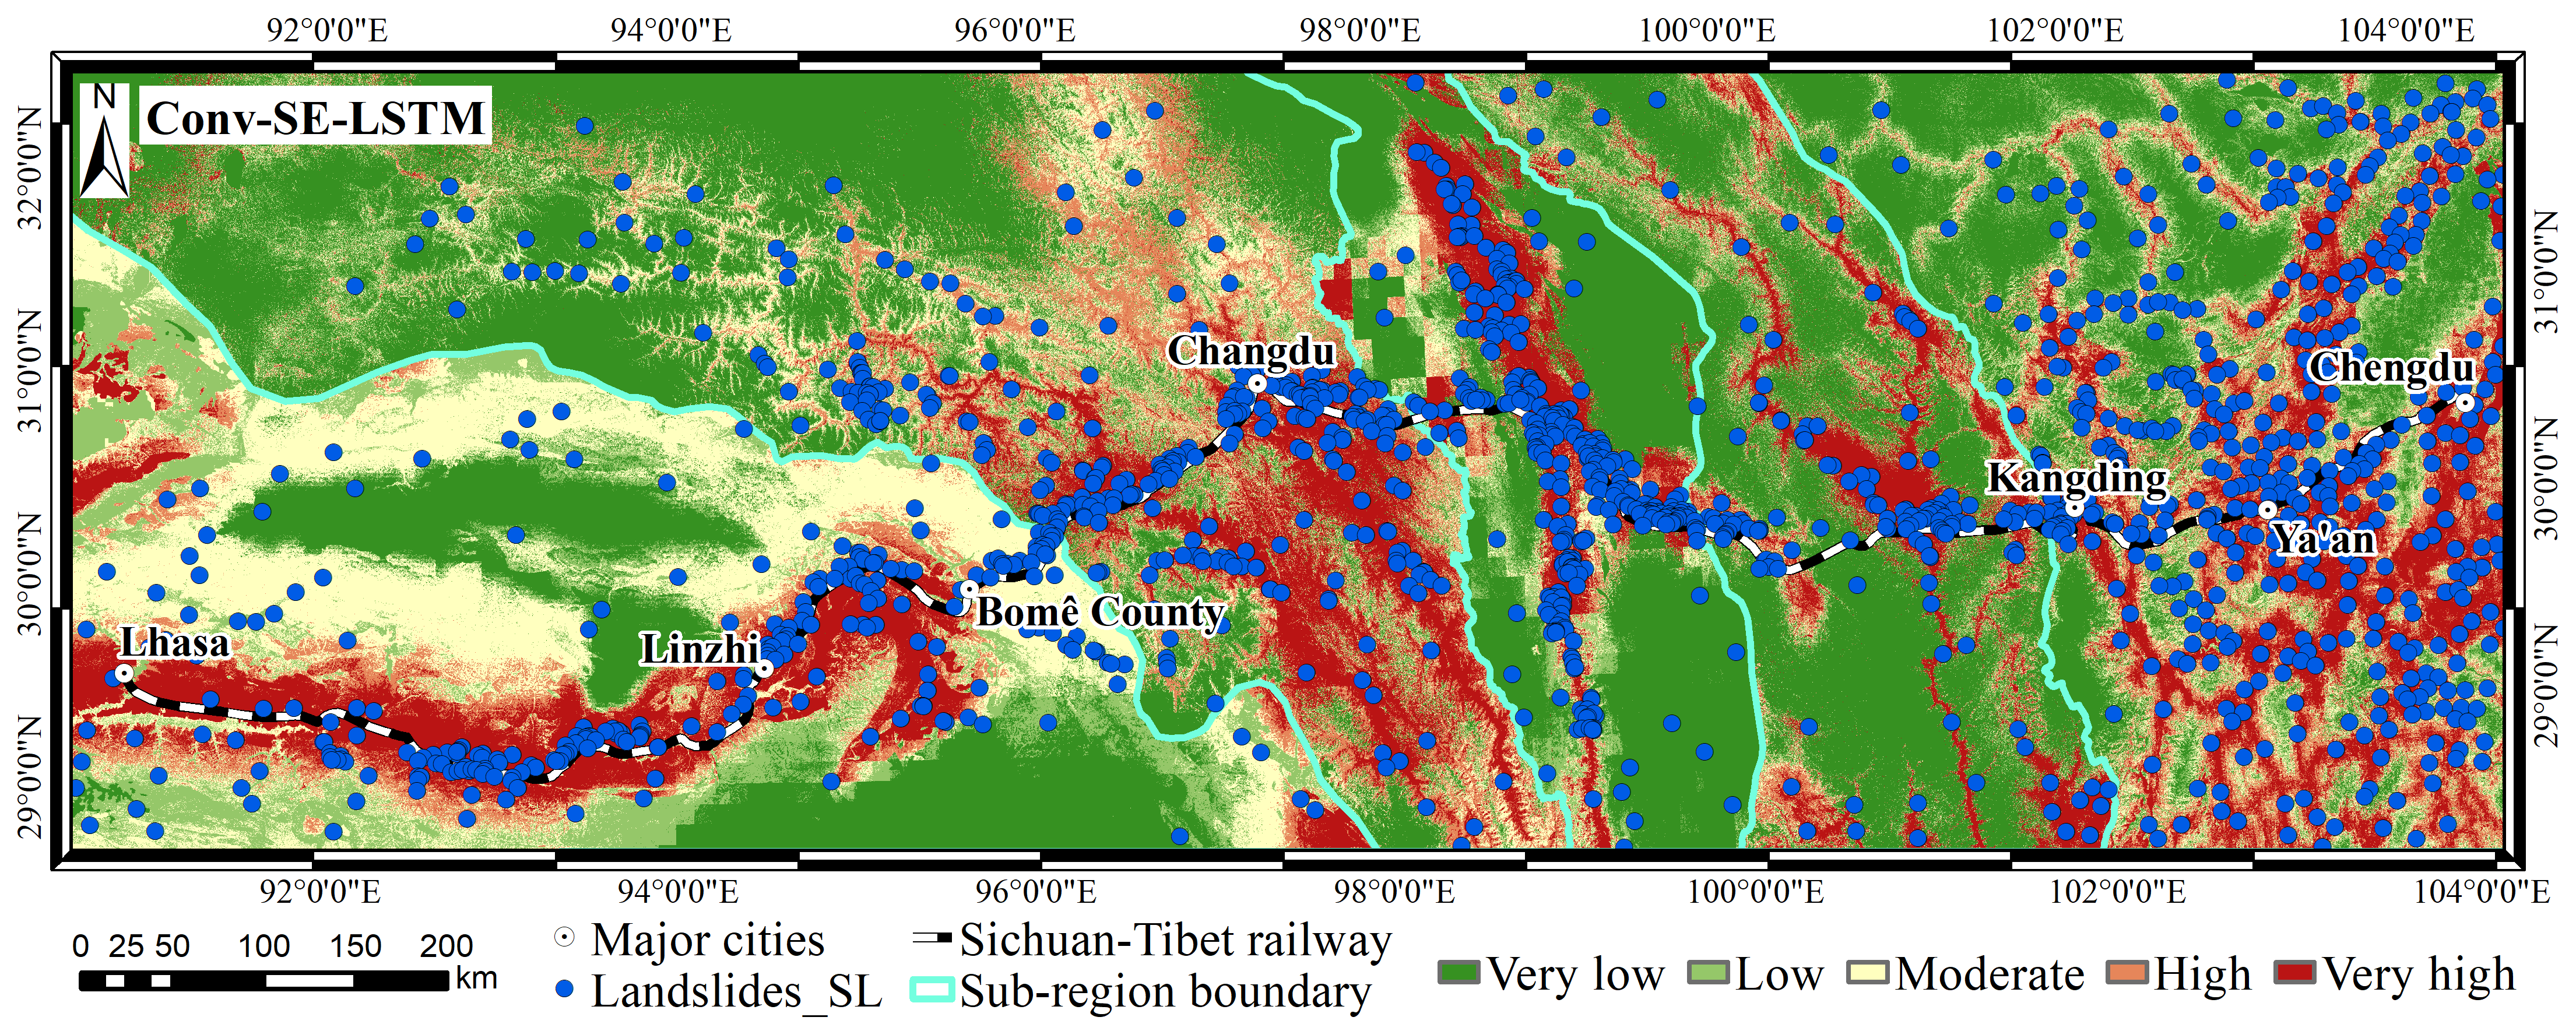 92°0'0"E 94°0'0"E 96°0'0"E 98°0'0"E 100°0'0"E 102°0'0"E 104°0'0"E
N
Conv-SE-LSTM
32°0'0"N
31°0'0"N
30°0'0"N
29°0'0"N
31°0'0"N
30°0'0"N
29°0'0"N
Changdu
Chengdu
Kangding
Ya'an
Bomê County
Linzhi
Lhasa
92°0'0"E 94°0'0"E 96°0'0"E 98°0'0"E 100°0'0"E 102°0'0"E 104°0'0"E
0 25 50 100 150 200
km
Major cities
Sichuan-Tibet railway
Landslides_SL
Sub-region boundary
Very low Low Moderate High Very high